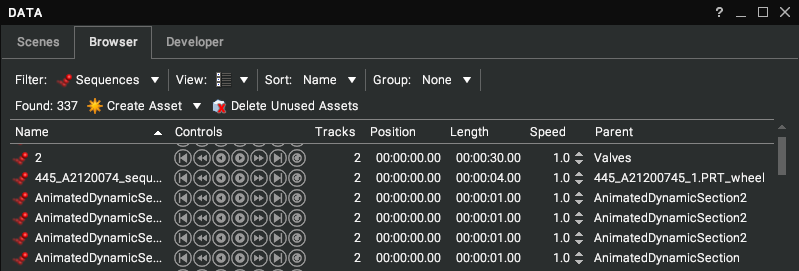 DATA ?
Scenes Browser Developer
Filter: Sequences View: Sort: Name Group: None
Found: 337 Create Asset Delete Unused Assets
Name Controls Tracks Position Length Speed Parent
2 2 00:00:00.00 00:00:30.00 1.0 Valves
445_A2120074_sequ... 2 00:00:00.00 00:00:04.00 1.0 445_A21200745_1.PRT_wheel
AnimatedDynamicSe... 2 00:00:00.00 00:00:01.00 1.0 AnimatedDynamicSection2
AnimatedDynamicSe... 2 00:00:00.00 00:00:01.00 1.0 AnimatedDynamicSection2
AnimatedDynamicSe... 2 00:00:00.00 00:00:01.00 1.0 AnimatedDynamicSection2
AnimatedDynamicSe... 2 00:00:00.00 00:00:01.00 1.0 AnimatedDynamicSection